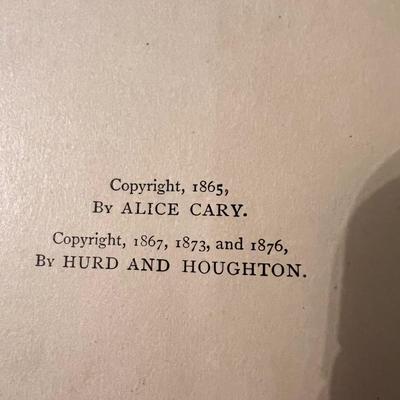 Copyright, 1865,
By ALICE CARY.
Copyright, 1867, 1873, and 1876,
By HURD AND HOUGHTON.